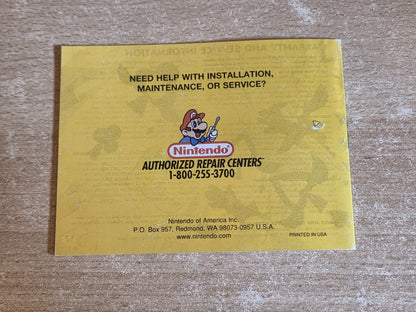 NEED HELP WITH INSTALLATION,
MAINTENANCE, OR SERVICE?
Nintendo
AUTHORIZED REPAIR CENTERS℠
1-800-255-3700
Nintendo of America Inc.
P.O. Box 957, Redmond, WA 98073-0957 U.S.A.
www.nintendo.com
PRINTED IN USA